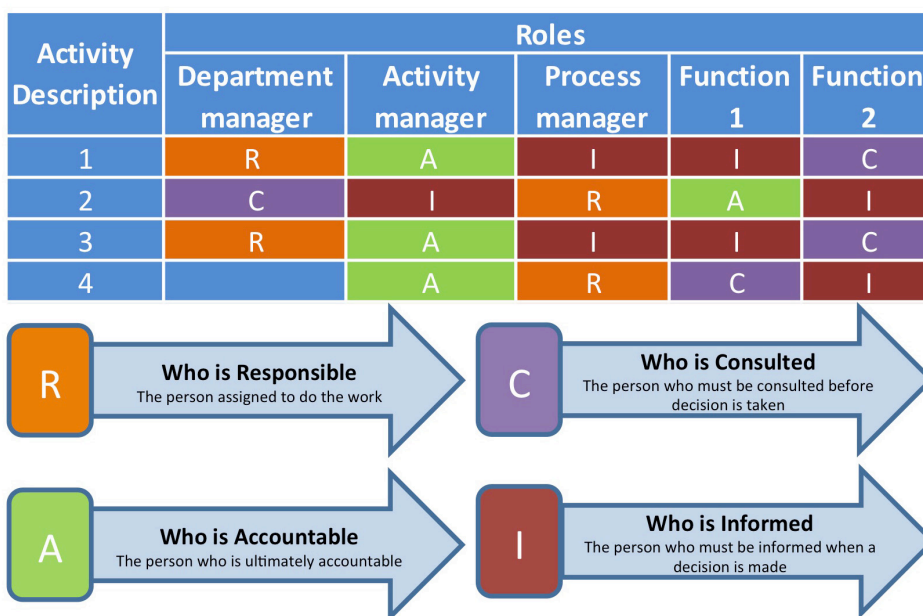 Activity Description
Roles
Department manager
Activity manager
Process manager
Function 1
Function 2
1 R A I I C
2 C I R A I
3 R A I I C
4 A R C I
R
Who is Responsible
The person assigned to do the work
C
Who is Consulted
The person who must be consulted before
decision is taken
A
Who is Accountable
The person who is ultimately accountable
I
Who is Informed
The person who must be informed when a
decision is made